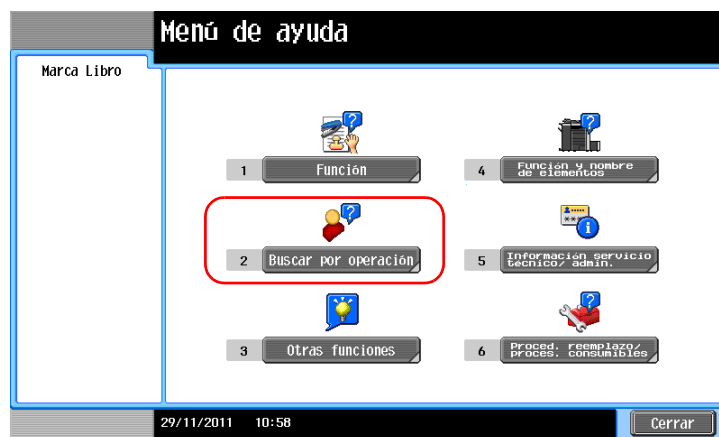 Menú de ayuda
Marca Libro
1 Función
2 Buscar por operación
3 Otras funciones
4 Función y nombre
de elementos
5 Información servicio
técnico/ admin.
6 Proced. reemplazo/
proces. consumibles
29/11/2011 10:58
Cerrar